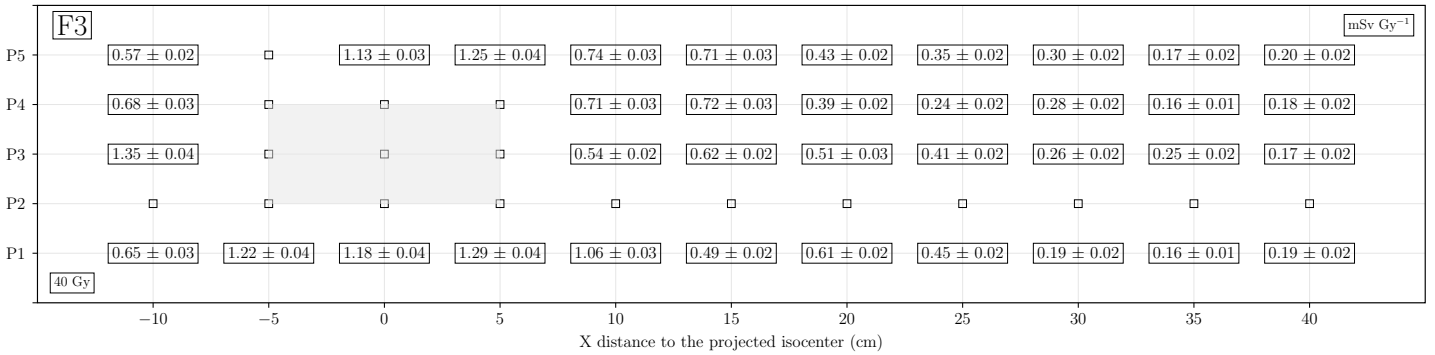 F3
mSv Gy⁻¹
P5 0.57 ± 0.02 1.13 ± 0.03 1.25 ± 0.04 0.74 ± 0.03 0.71 ± 0.03 0.43 ± 0.02 0.35 ± 0.02 0.30 ± 0.02 0.17 ± 0.02 0.20 ± 0.02
P4 0.68 ± 0.03 0.71 ± 0.03 0.72 ± 0.03 0.39 ± 0.02 0.24 ± 0.02 0.28 ± 0.02 0.16 ± 0.01 0.18 ± 0.02
P3 1.35 ± 0.04 0.54 ± 0.02 0.62 ± 0.02 0.51 ± 0.03 0.41 ± 0.02 0.26 ± 0.02 0.25 ± 0.02 0.17 ± 0.02
P2
P1 0.65 ± 0.03 1.22 ± 0.04 1.18 ± 0.04 1.29 ± 0.04 1.06 ± 0.03 0.49 ± 0.02 0.61 ± 0.02 0.45 ± 0.02 0.19 ± 0.02 0.16 ± 0.01 0.19 ± 0.02
40 Gy
−10 −5 0 5 10 15 20 25 30 35 40
X distance to the projected isocenter (cm)